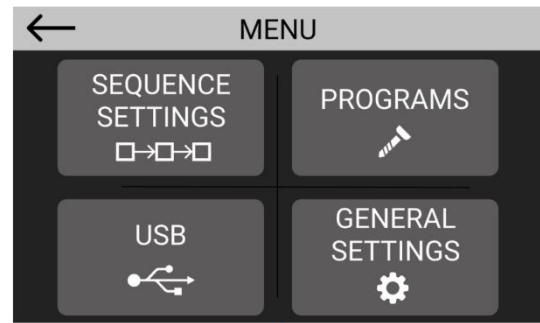 MENU
SEQUENCE
SETTINGS
PROGRAMS
USB
GENERAL
SETTINGS